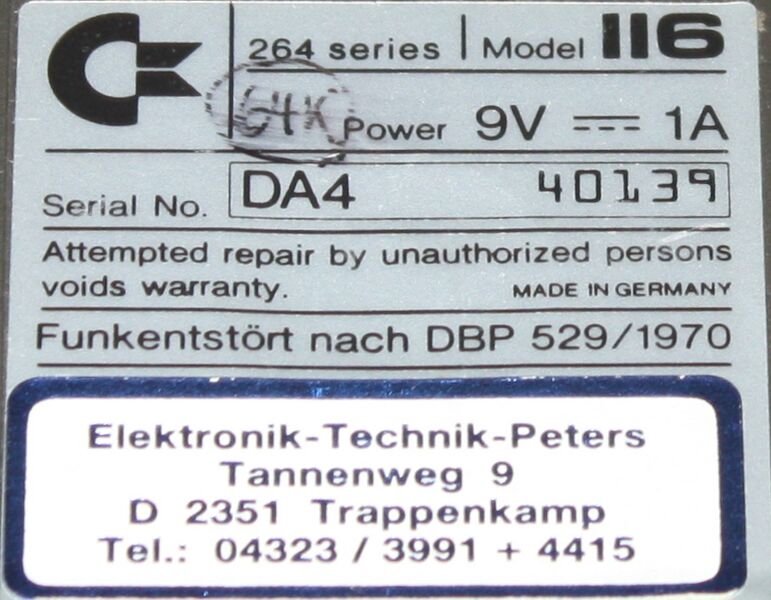 264 series | Model 116
64K
Power 9V 1A
Serial No. DA4 40139
Attempted repair by unauthorized persons
voids warranty. MADE IN GERMANY
Funkentstört nach DBP 529/1970
Elektronik-Technik-Peters
Tannenweg 9
D 2351 Trappenkamp
Tel.: 04323 / 3991 + 4415